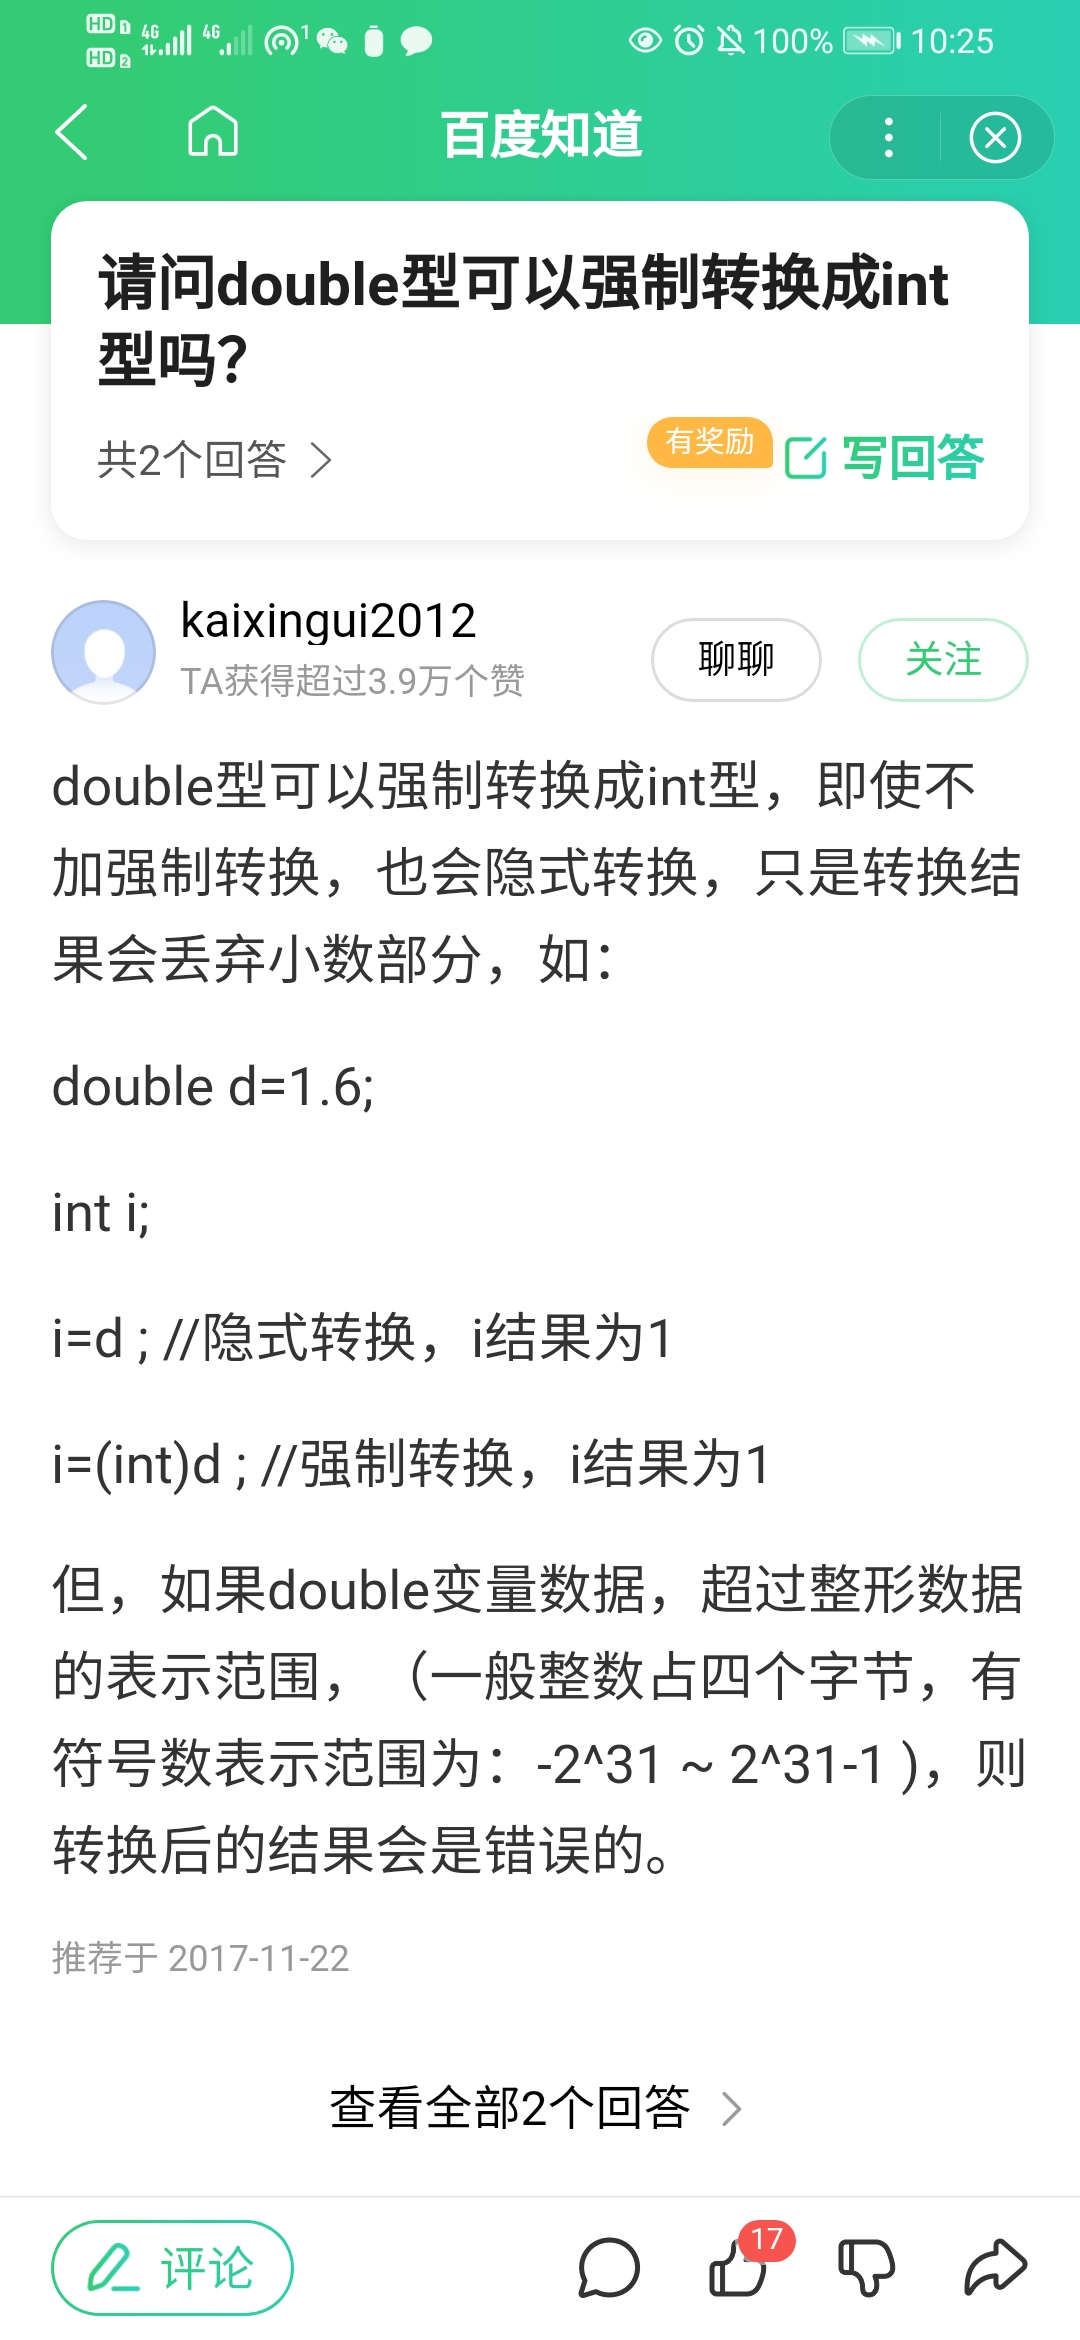 HD 1 4G 4G 1 100% 10:25
HD 2
百度知道
请问double型可以强制转换成int
型吗？
共2个回答
有奖励
写回答
kaixingui2012
TA获得超过3.9万个赞
聊聊
关注
double型可以强制转换成int型，即使不
加强制转换，也会隐式转换，只是转换结
果会丢弃小数部分，如：
double d=1.6;
int i;
i=d ; //隐式转换，i结果为1
i=(int)d ; //强制转换，i结果为1
但，如果double变量数据，超过整形数据
的表示范围，（一般整数占四个字节，有
符号数表示范围为：-2^31 ~ 2^31-1 )，则
转换后的结果会是错误的。
推荐于 2017-11-22
查看全部2个回答
评论
17